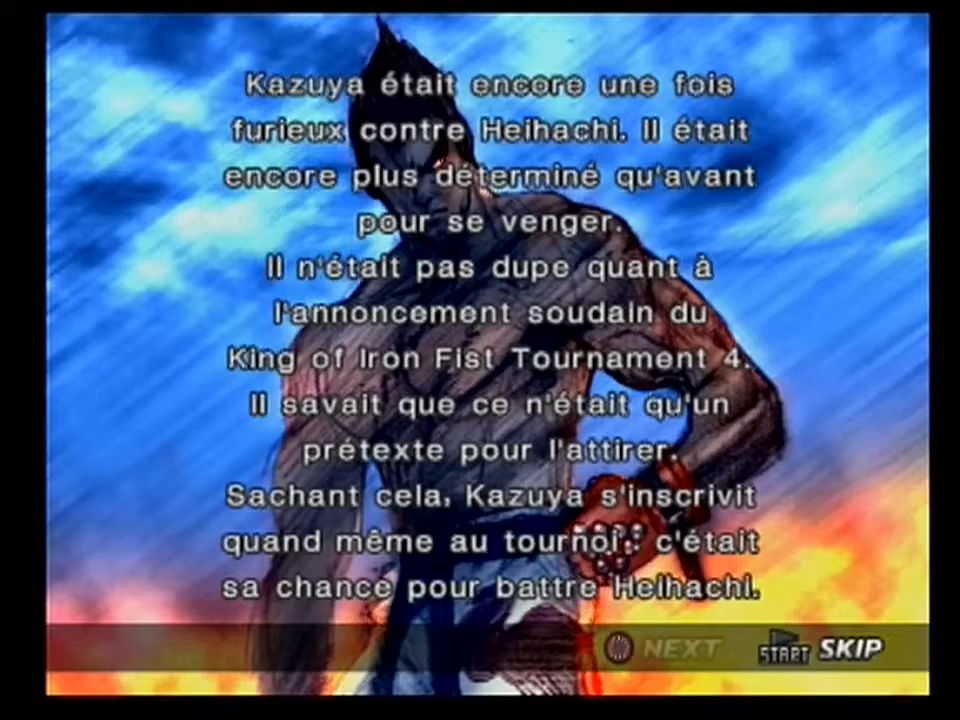 Kazuya était encore une fois
furieux contre Heihachi. Il était
encore plus déterminé qu'avant
pour se venger.
Il n'était pas dupe quant à
l'annoncement soudain du
King of Iron Fist Tournament 4.
Il savait que ce n'était qu'un
prétexte pour l'attirer.
Sachant cela, Kazuya s'inscrivit
quand même au tournoi : c'était
sa chance pour battre Heihachi.
NEXT START SKIP